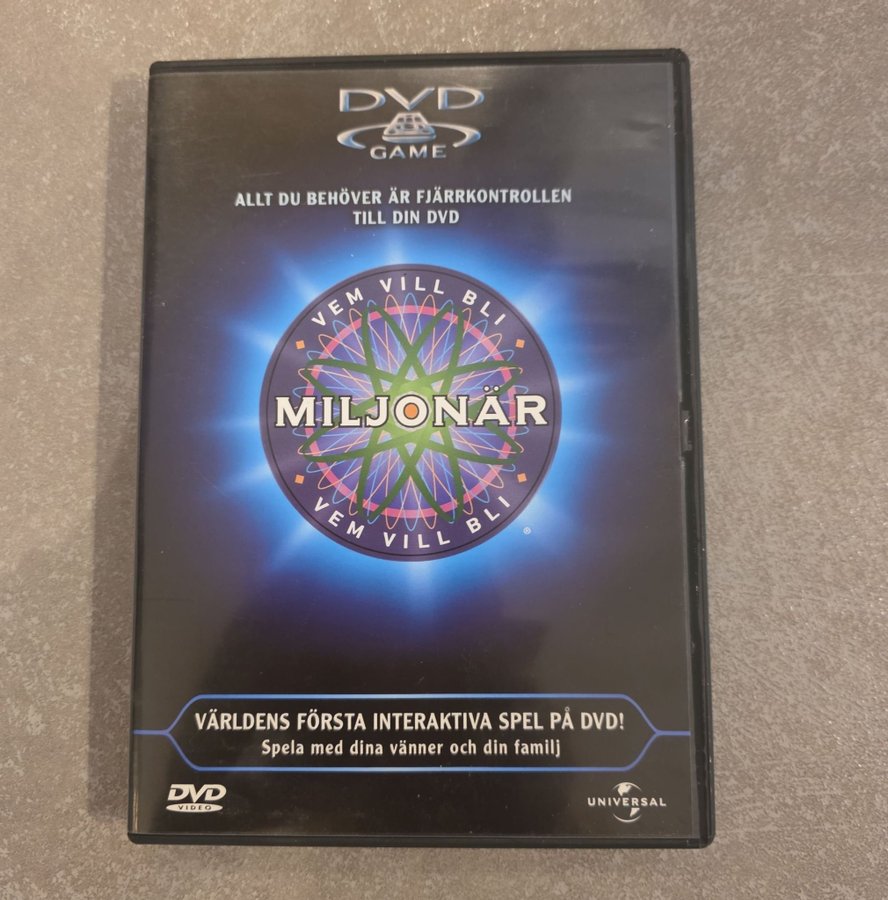 DVD
GAME
ALLT DU BEHÖVER ÄR FJÄRRKONTROLLEN
TILL DIN DVD
VEM VILL BLI
MILJONÄR
VEM VILL BLI
®
VÄRLDENS FÖRSTA INTERAKTIVA SPEL PÅ DVD!
Spela med dina vänner och din familj
DVD
VIDEO
UNIVERSAL